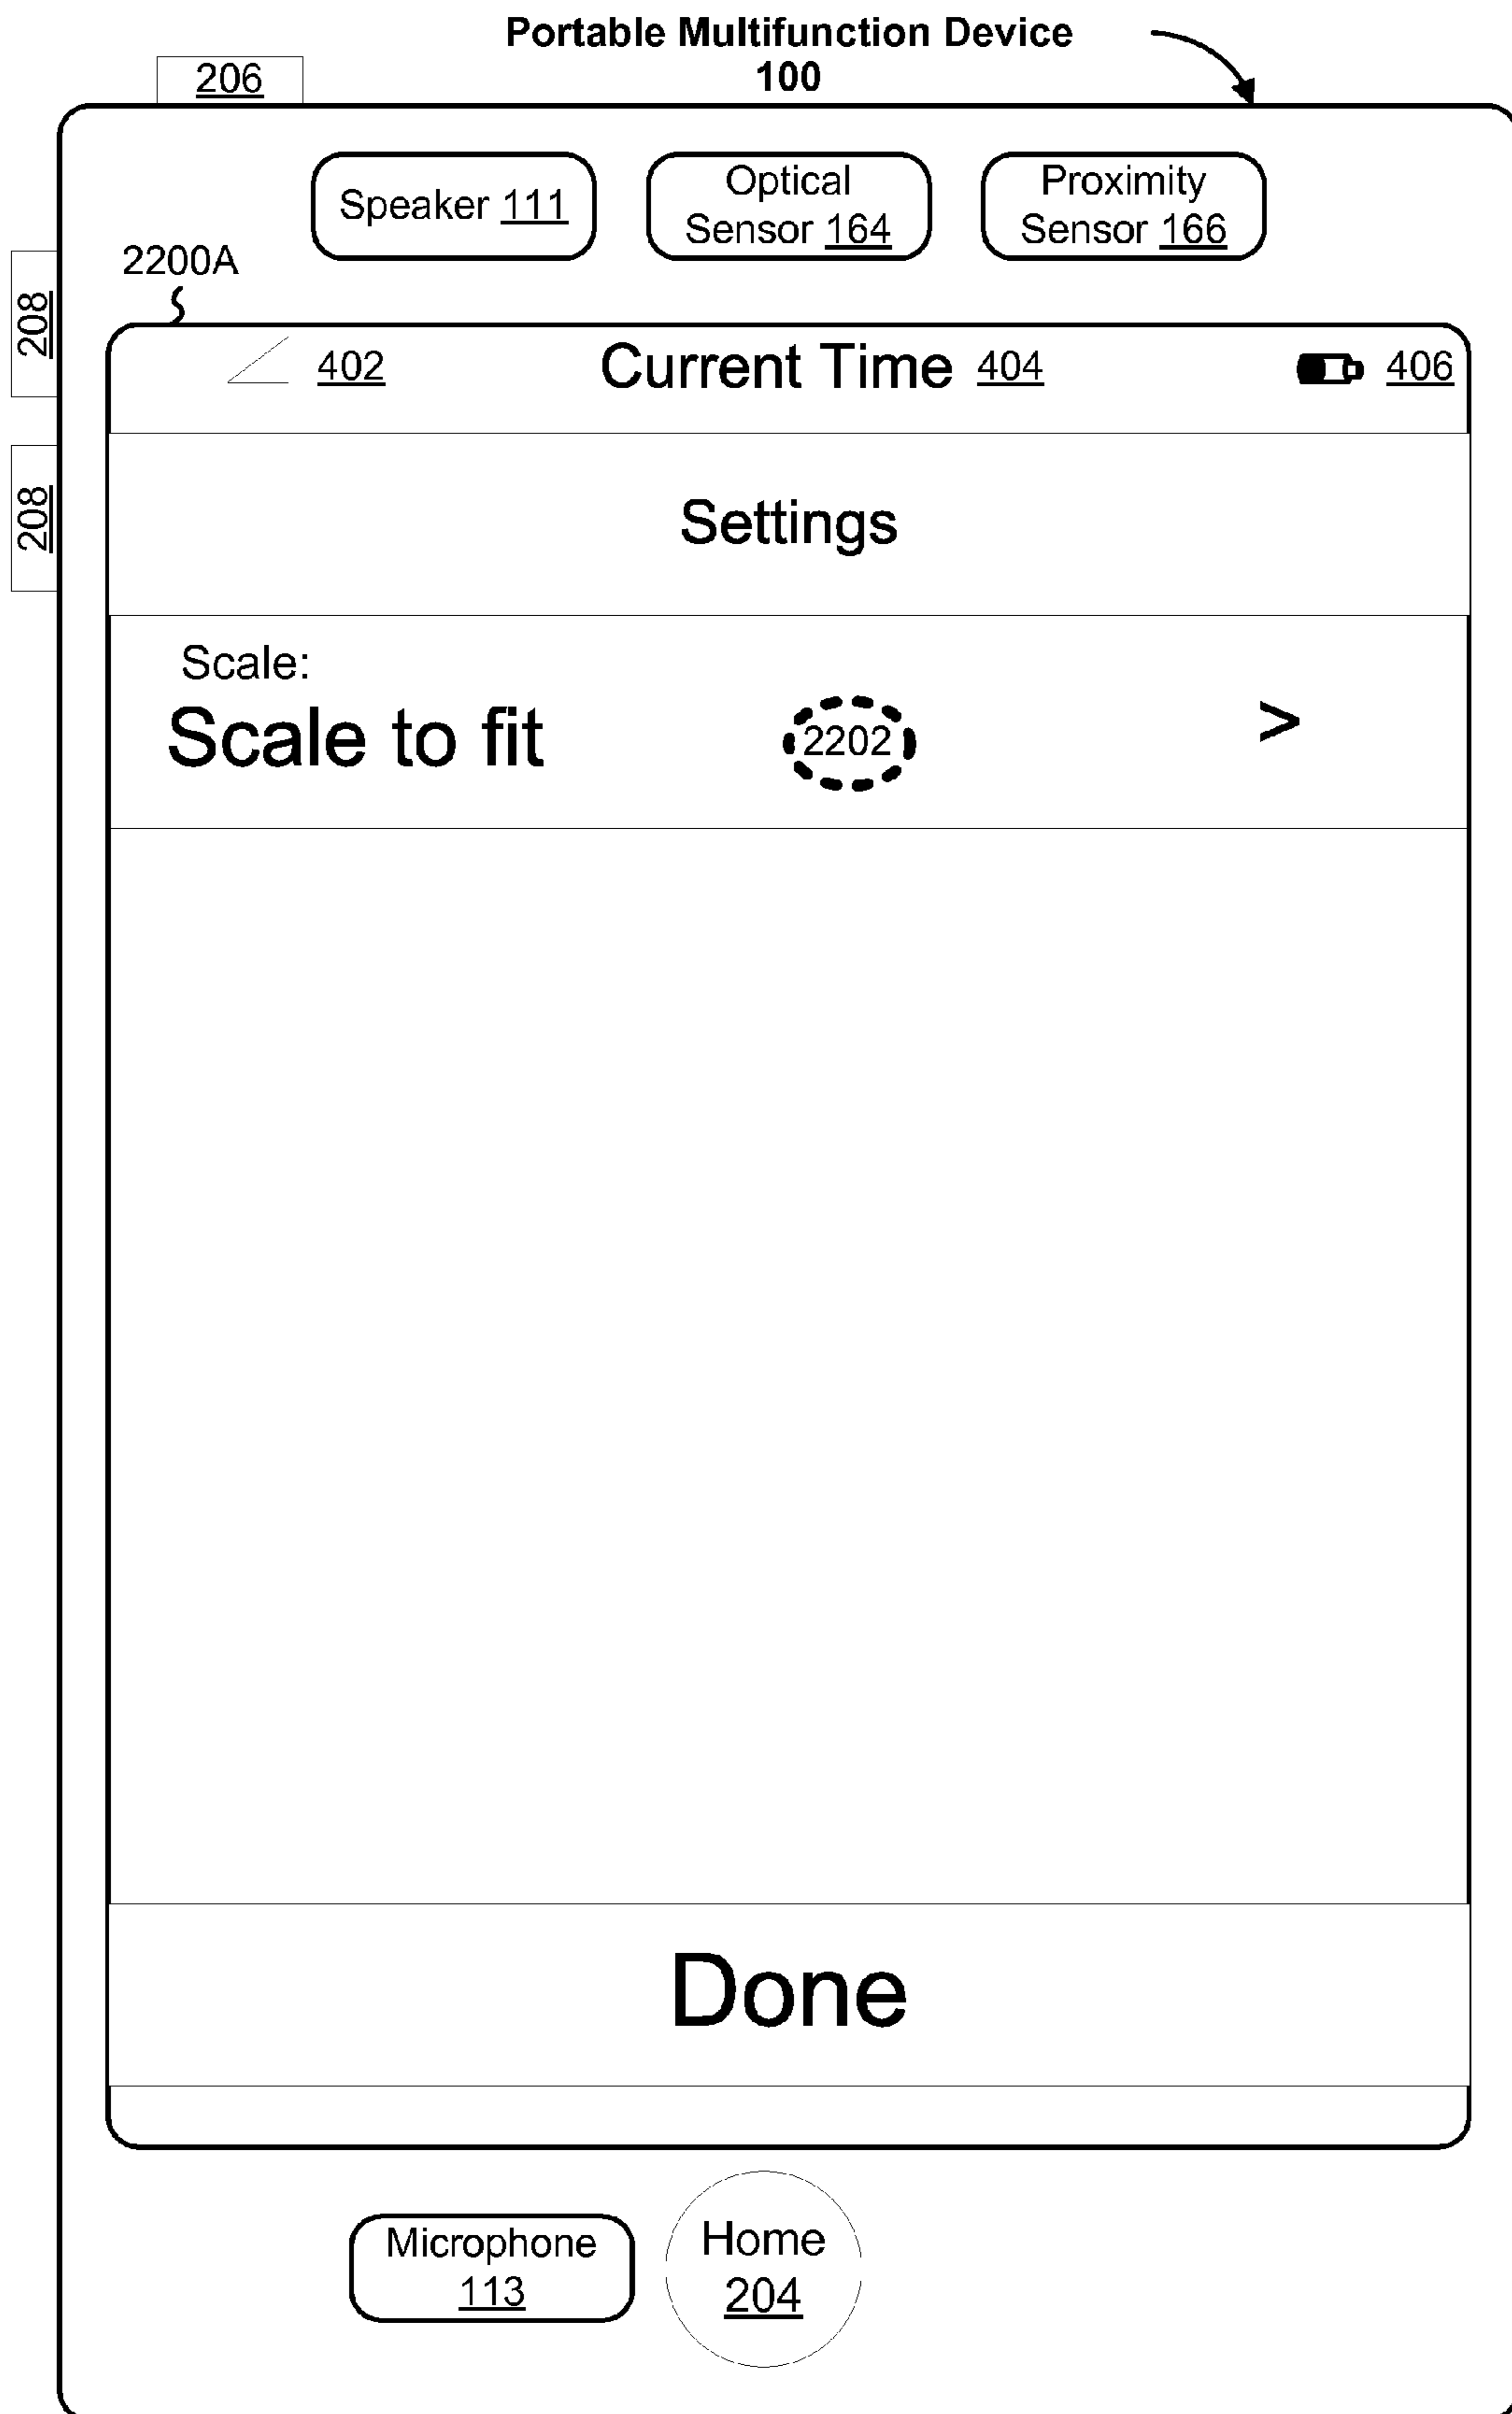 Portable Multifunction Device
100
206
Speaker 111
Optical
Sensor 164
Proximity
Sensor 166
2200A
208
402
Current Time 404
406
208
Settings
Scale:
Scale to fit
2202
>
Done
Microphone
113
Home
204